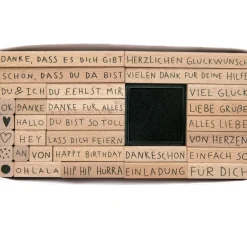 DANKE, DASS ES DICH GIBT HERZLICHEN GLÜCKWUNSCH
SCHÖN, DASS DU DA BIST VIELEN DANK FÜR DEINE HILFE
DU & ICH DU FEHLST MIR VIEL GLÜCK
OK DANKE DANKE FÜR ALLES LIEBE GRÜẞE
HALLO DU BIST SO TOLL ALLES LIEBE
HEY LASS DICH FEIERN VON HERZEN
AN VON HAPPY BIRTHDAY DANKESCHÖN EINFACH SO
OH LALA HIP HIP HURRA EINLADUNG FÜR DICH